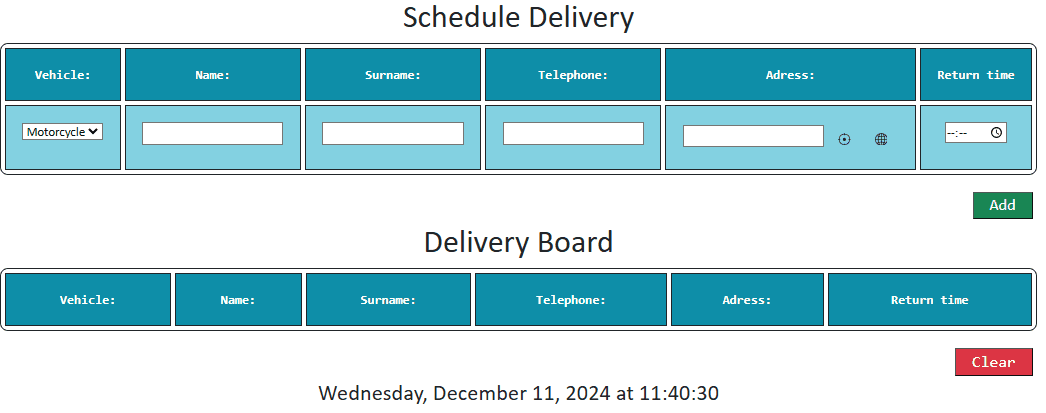 Schedule Delivery
Vehicle: Name: Surname: Telephone: Adress: Return time
Motorcycle --:--
Add
Delivery Board
Vehicle: Name: Surname: Telephone: Adress: Return time
Clear
Wednesday, December 11, 2024 at 11:40:30